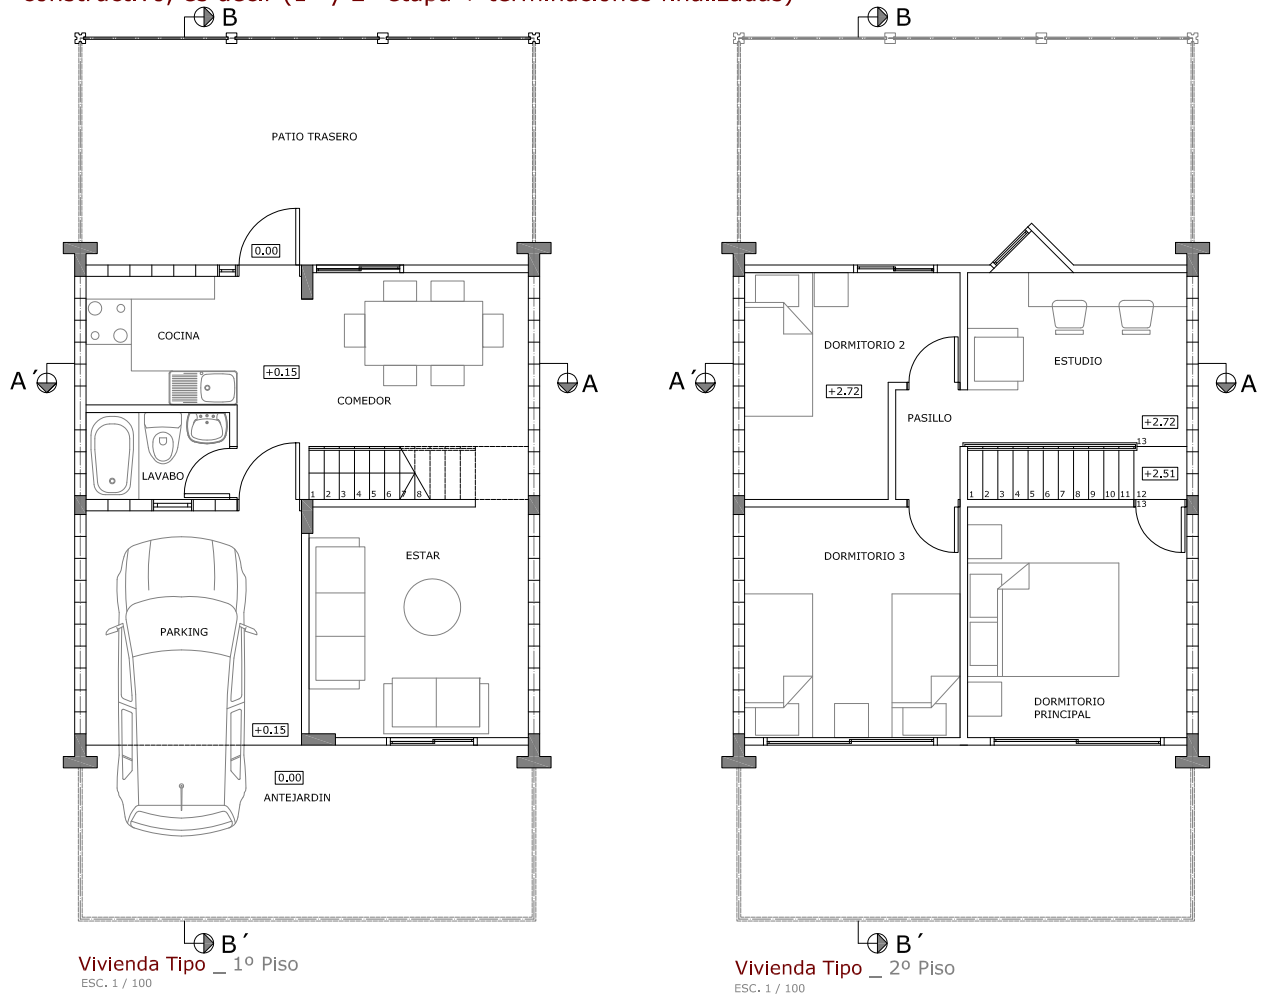 B
B
PATIO TRASERO
0.00
COCINA
DORMITORIO 2
ESTUDIO
A´
+0.15
A
A´
+2.72
A
COMEDOR
PASILLO
+2.72
13
LAVABO
+2.51
1 2 3 4 5 6 7 8
1 2 3 4 5 6 7 8 9 10 11 12
13
ESTAR
DORMITORIO 3
PARKING
DORMITORIO
PRINCIPAL
+0.15
0.00
ANTEJARDIN
B´
B´
Vivienda Tipo _ 1º Piso
ESC. 1 / 100
Vivienda Tipo _ 2º Piso
ESC. 1 / 100